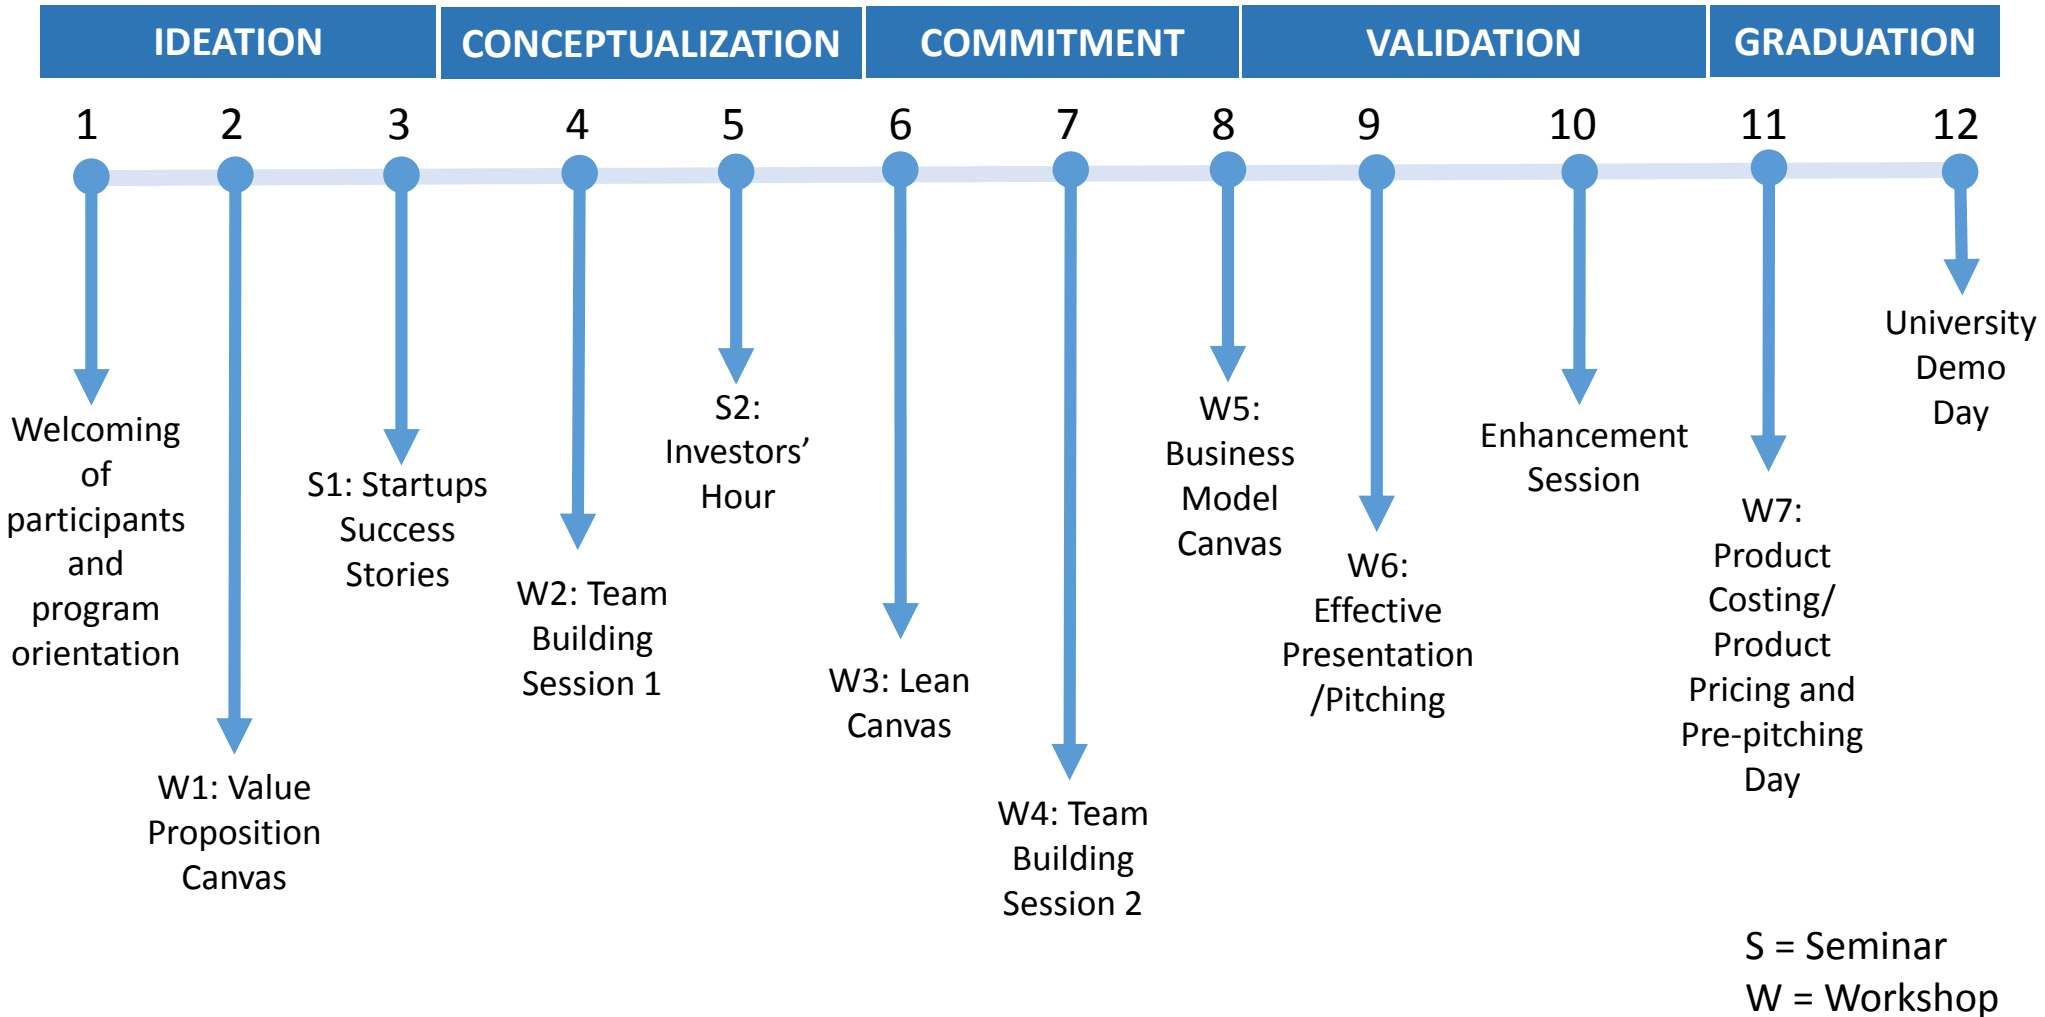 IDEATION
CONCEPTUALIZATION
COMMITMENT
VALIDATION
GRADUATION
1
2
3
4
5
6
7
8
9
10
11
12
Welcoming
of
participants
and
program
orientation
W1: Value
Proposition
Canvas
S1: Startups
Success
Stories
W2: Team
Building
Session 1
S2:
Investors’
Hour
W3: Lean
Canvas
W4: Team
Building
Session 2
W5:
Business
Model
Canvas
W6:
Effective
Presentation
/Pitching
Enhancement
Session
W7:
Product
Costing/
Product
Pricing and
Pre-pitching
Day
University
Demo
Day
S = Seminar
W = Workshop